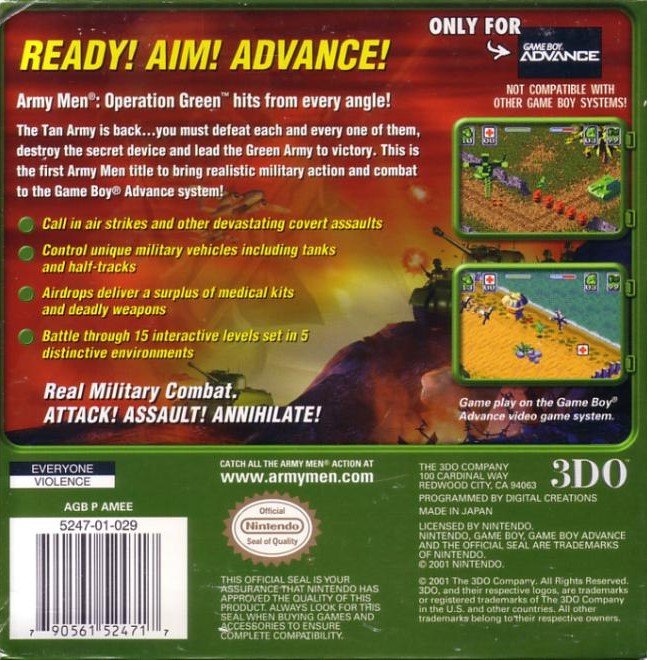 ONLY FOR
GAME BOY
ADVANCE
READY! AIM! ADVANCE!
NOT COMPATIBLE WITH
OTHER GAME BOY SYSTEMS!
Army Men®: Operation Green™ hits from every angle!
The Tan Army is back...you must defeat each and every one of them,
destroy the secret device and lead the Green Army to victory. This is
the first Army Men title to bring realistic military action and combat
to the Game Boy® Advance system!
Call in air strikes and other devastating covert assaults
Control unique military vehicles including tanks
and half-tracks
Airdrops deliver a surplus of medical kits
and deadly weapons
Battle through 15 interactive levels set in 5
distinctive environments
Real Military Combat.
ATTACK! ASSAULT! ANNIHILATE!
Game play on the Game Boy®
Advance video game system.
EVERYONE
VIOLENCE
AGB P AMEE
5247-01-029
7 90561 52471 7
CATCH ALL THE ARMY MEN® ACTION AT
www.armymen.com
Official
Nintendo
Seal of Quality
THIS OFFICIAL SEAL IS YOUR
ASSURANCE THAT NINTENDO HAS
APPROVED THE QUALITY OF THIS
PRODUCT. ALWAYS LOOK FOR THIS
SEAL WHEN BUYING GAMES AND
ACCESSORIES TO ENSURE
COMPLETE COMPATIBILITY.
THE 3DO COMPANY
100 CARDINAL WAY
REDWOOD CITY, CA 94063
3DO
PROGRAMMED BY DIGITAL CREATIONS
MADE IN JAPAN
LICENSED BY NINTENDO.
NINTENDO, GAME BOY, GAME BOY ADVANCE
AND THE OFFICIAL SEAL ARE TRADEMARKS
OF NINTENDO.
© 2001 NINTENDO.
© 2001 The 3DO Company. All Rights Reserved.
3DO, and their respective logos, are trademarks
or registered trademarks of The 3DO Company
in the U.S. and other countries. All other
trademarks belong to their respective owners.